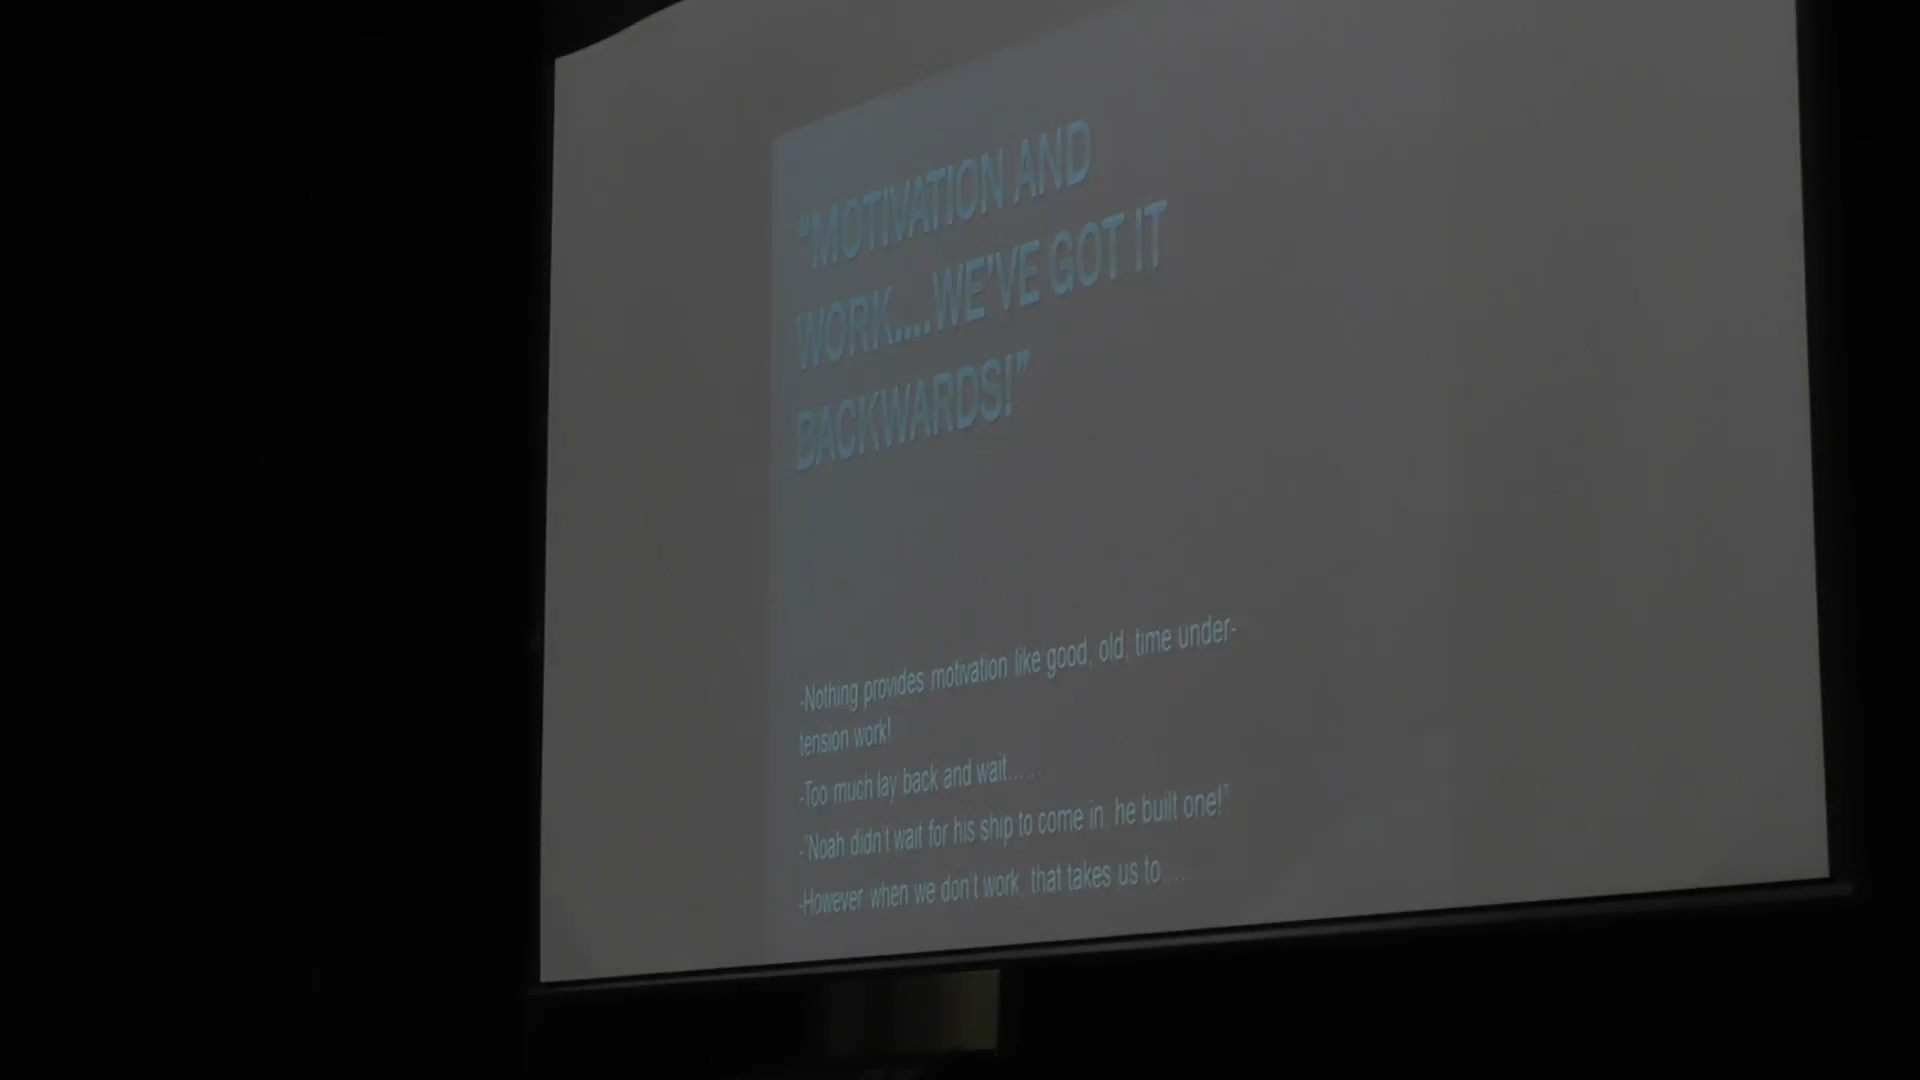 “MOTIVATION AND
WORK....WE’VE GOT IT
BACKWARDS!”
-Nothing provides motivation like good, old, time under-
tension work!
-Too much lay back and wait……
-“Noah didn’t wait for his ship to come in, he built one!”
-However when we don’t work, that takes us to…..